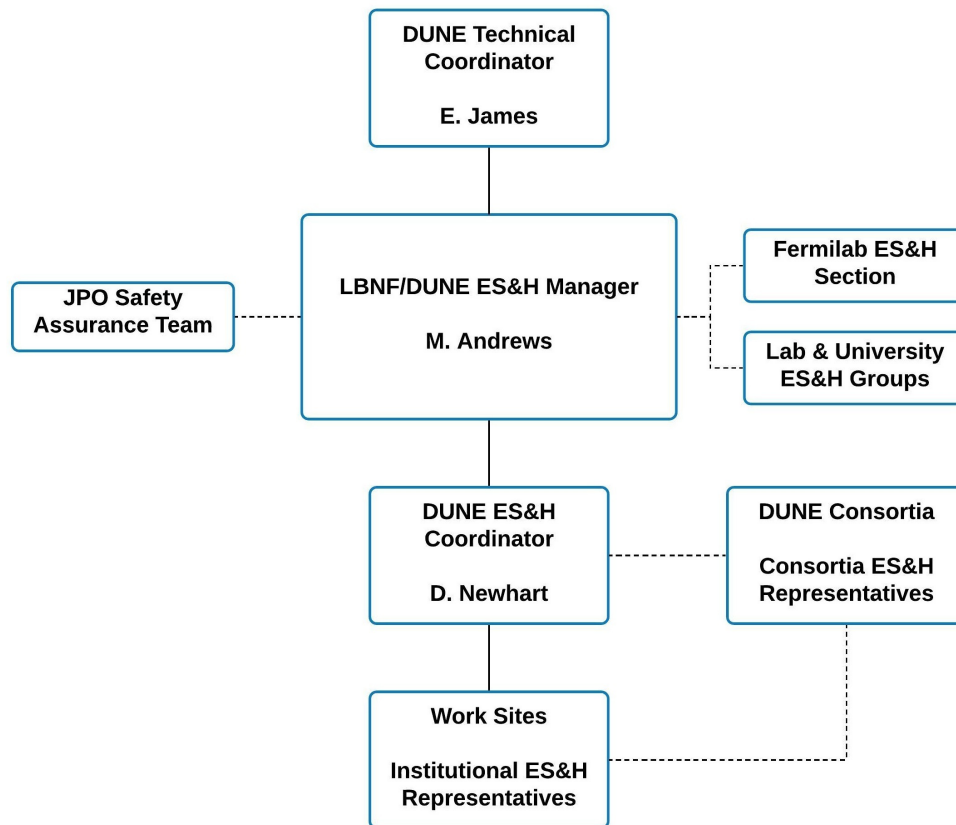 DUNE Technical
Coordinator
E. James
LBNF/DUNE ES&H Manager
M. Andrews
JPO Safety
Assurance Team
Fermilab ES&H
Section
Lab & University
ES&H Groups
DUNE ES&H
Coordinator
D. Newhart
DUNE Consortia
Consortia ES&H
Representatives
Work Sites
Institutional ES&H
Representatives